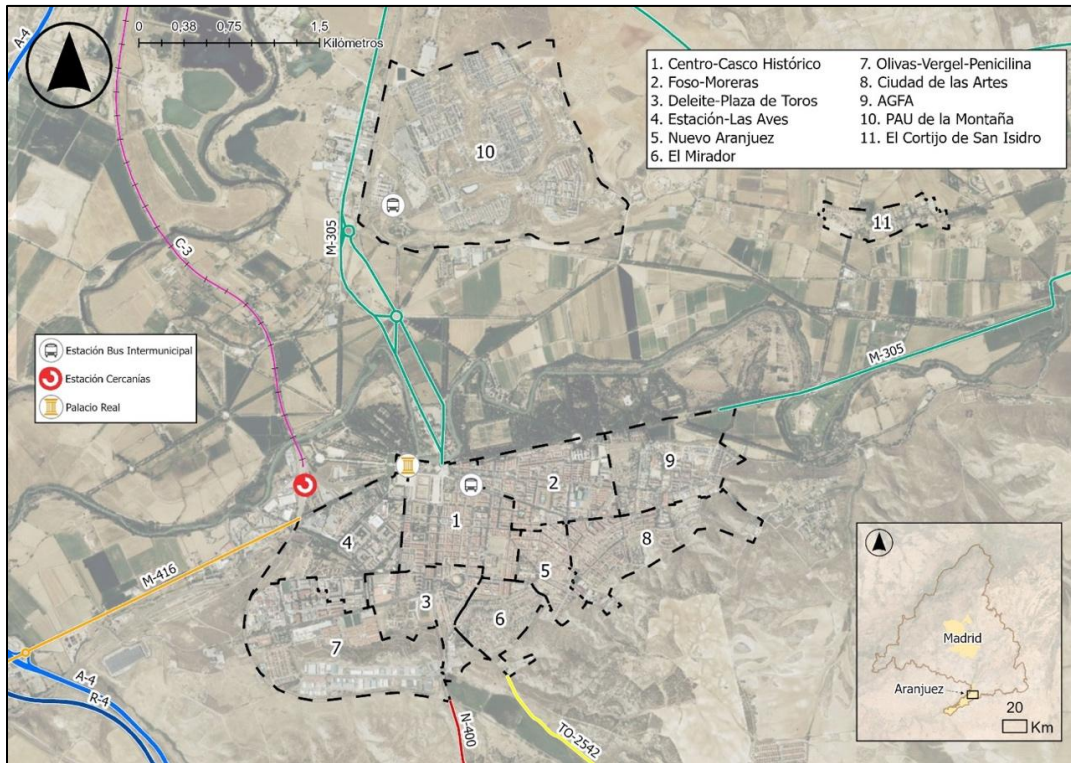 A-4
0 0,38 0,75 1,5
Kilómetros
1. Centro-Casco Histórico
2. Foso-Moreras
3. Deleite-Plaza de Toros
4. Estación-Las Aves
5. Nuevo Aranjuez
6. El Mirador
7. Olivas-Vergel-Penicilina
8. Ciudad de las Artes
9. AGFA
10. PAU de la Montaña
11. El Cortijo de San Isidro
10
11
C-3
M-305
M-305
Estación Bus Intermunicipal
Estación Cercanías
Palacio Real
9
2
1
8
4
5
M-416
3
6
7
A-4
R-4
N-400
TO-2542
Madrid
Aranjuez
20
Km